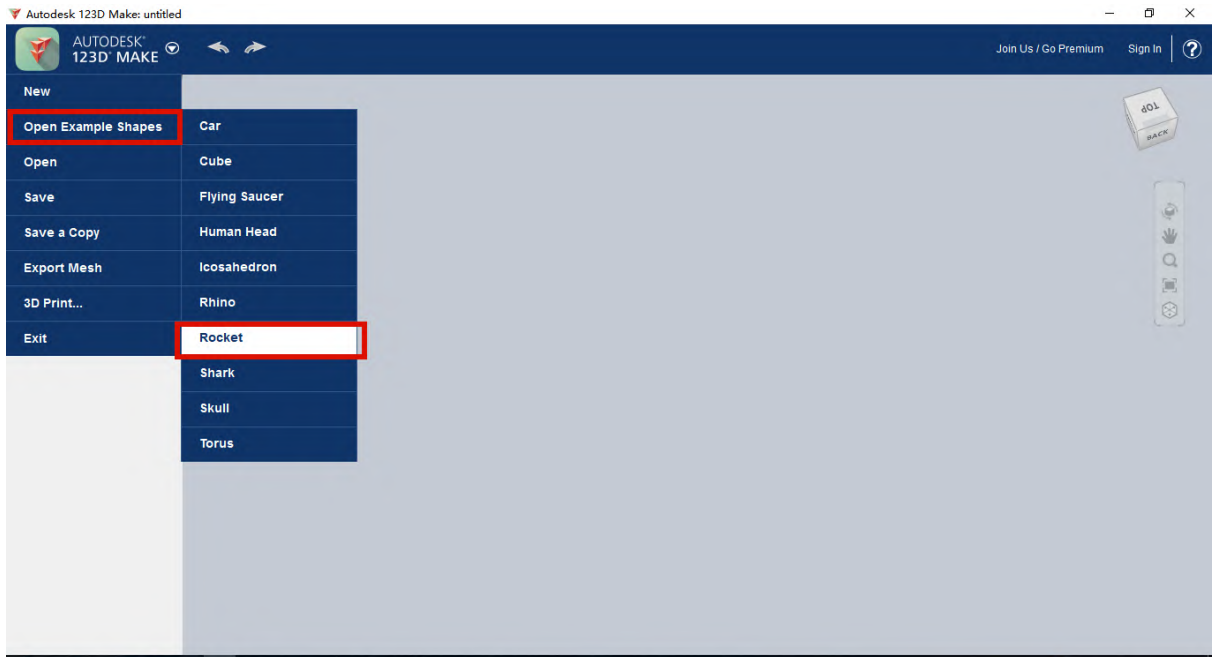 Autodesk 123D Make: untitled
AUTODESK®
123D® MAKE
Join Us / Go Premium
Sign In
?
New
Open Example Shapes
Open
Save
Save a Copy
Export Mesh
3D Print...
Exit
Car
Cube
Flying Saucer
Human Head
Icosahedron
Rhino
Rocket
Shark
Skull
Torus
TOP
BACK